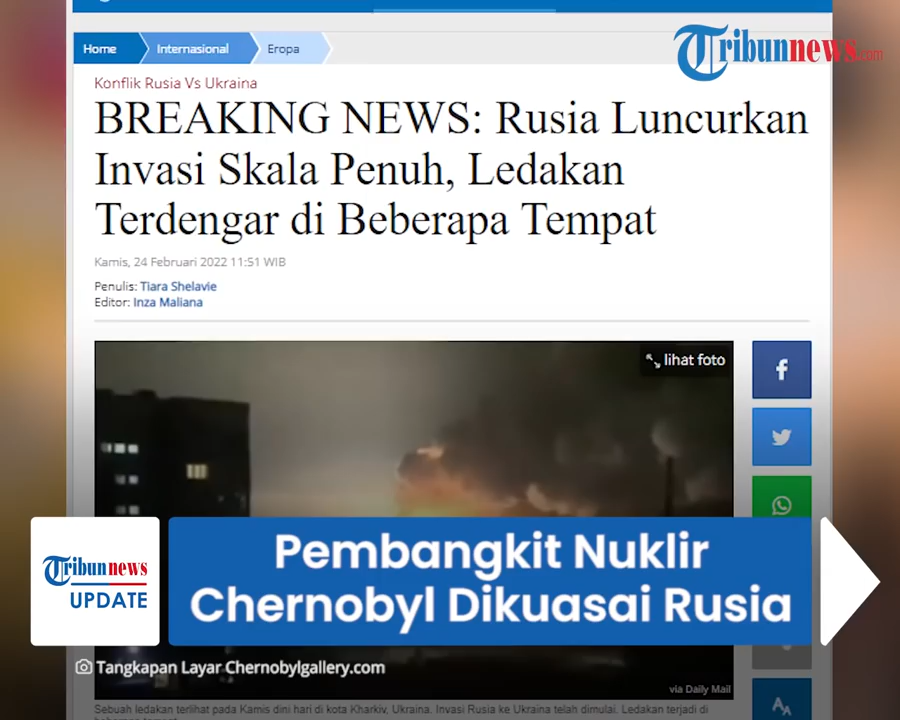 Home
Internasional
Eropa
Tribunnews.com
Konflik Rusia Vs Ukraina
BREAKING NEWS: Rusia Luncurkan
Invasi Skala Penuh, Ledakan
Terdengar di Beberapa Tempat
Kamis, 24 Februari 2022 11:51 WIB
Penulis: Tiara Shelavie
Editor: Inza Maliana
lihat foto
Tribunnews
UPDATE
Pembangkit Nuklir
Chernobyl Dikuasai Rusia
Tangkapan Layar Chernobylgallery.com
via Daily Mail
AA
Sebuah ledakan terlihat pada Kamis dini hari di kota Kharkiv, Ukraina. Invasi Rusia ke Ukraina telah dimulai. Ledakan terjadi di